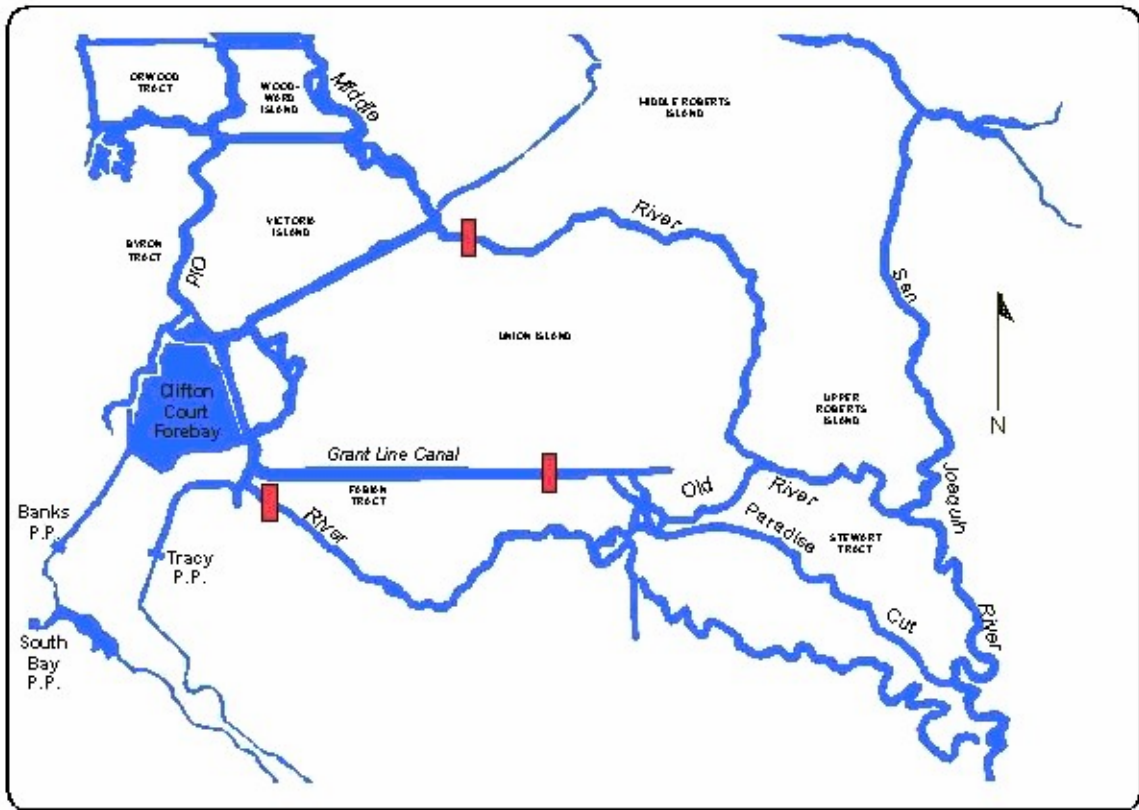 ORWOOD
TRACT
WOOD-
WARD
ISLAND
Middle
MIDDLE ROBERTS
ISLAND
River
VICTORIA
ISLAND
BYRON
TRACT
Old
San
UNION ISLAND
Clifton
Court
Forebay
UPPER
ROBERTS
ISLAND
N
Grant Line Canal
FABIAN
TRACT
Old
River
Joaquin
Banks
P.P.
River
Paradise
STEWART
TRACT
Tracy
P.P.
Cut
River
South
Bay
P.P.